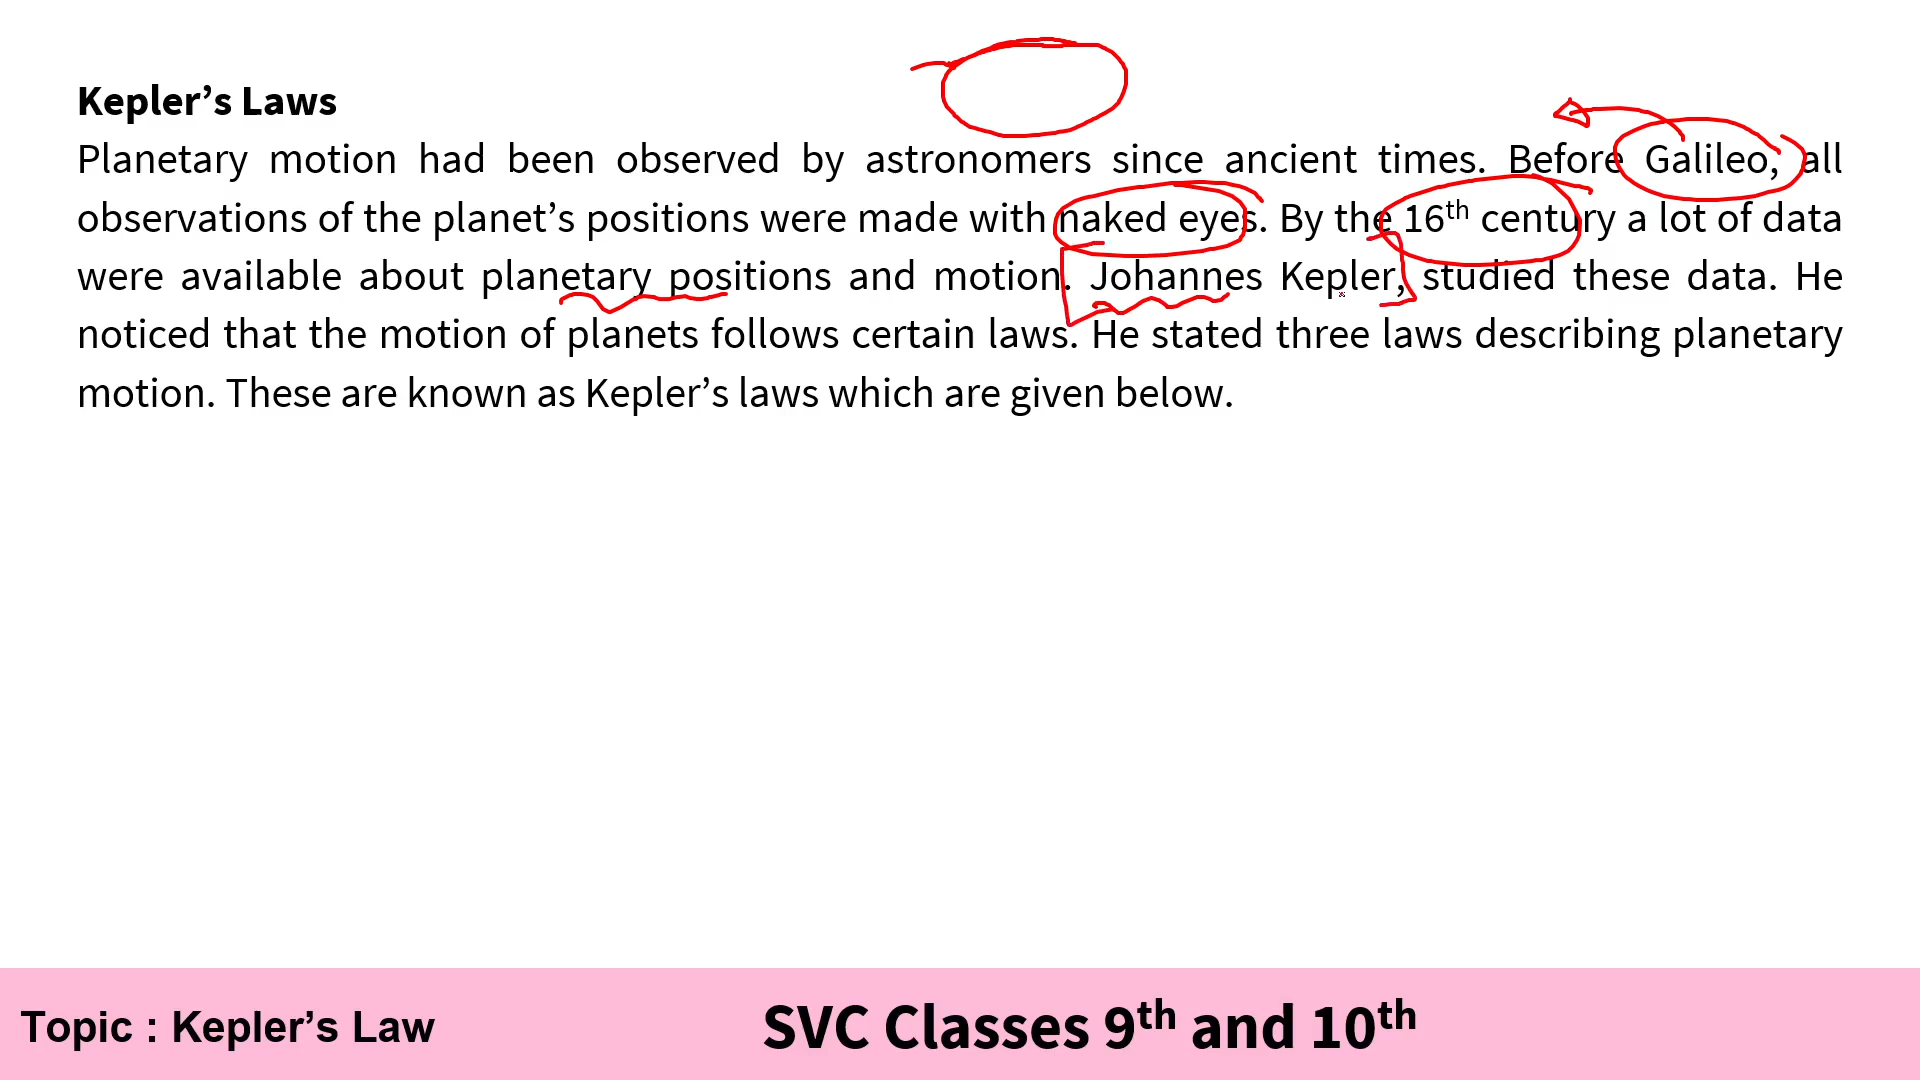 Kepler’s Laws
Planetary motion had been observed by astronomers since ancient times. Before Galileo, all
observations of the planet’s positions were made with naked eyes. By the 16th century a lot of data
were available about planetary positions and motion. Johannes Kepler, studied these data. He
noticed that the motion of planets follows certain laws. He stated three laws describing planetary
motion. These are known as Kepler’s laws which are given below.
Topic : Kepler’s Law
SVC Classes 9th and 10th